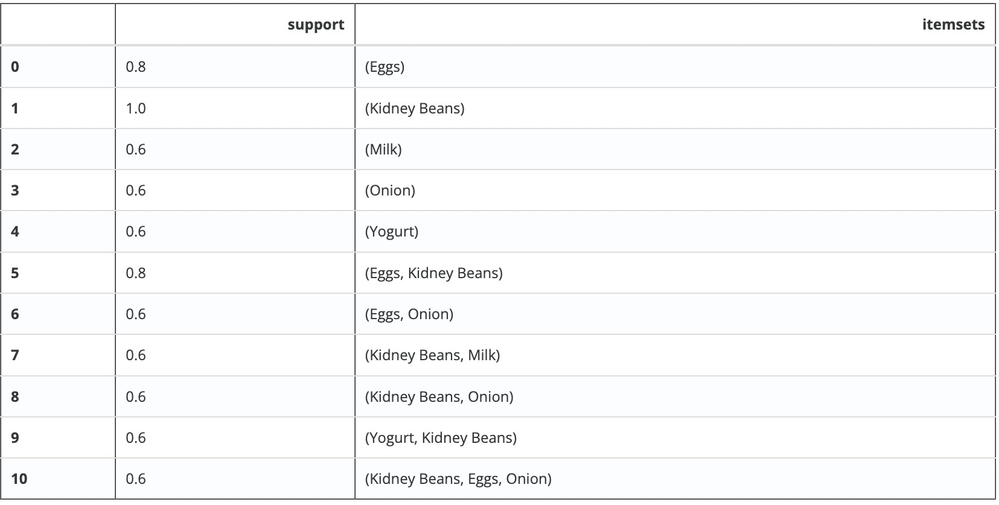 support itemsets
0 0.8 (Eggs)
1 1.0 (Kidney Beans)
2 0.6 (Milk)
3 0.6 (Onion)
4 0.6 (Yogurt)
5 0.8 (Eggs, Kidney Beans)
6 0.6 (Eggs, Onion)
7 0.6 (Kidney Beans, Milk)
8 0.6 (Kidney Beans, Onion)
9 0.6 (Yogurt, Kidney Beans)
10 0.6 (Kidney Beans, Eggs, Onion)